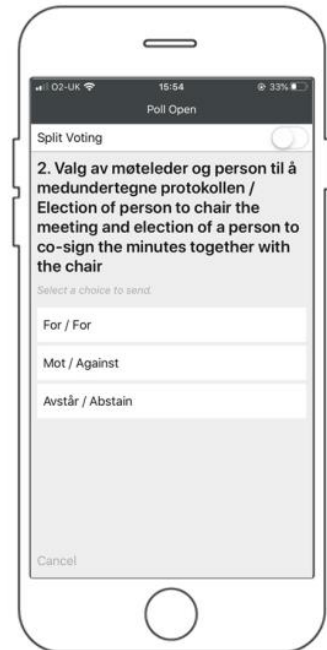 O2-UK 15:54 33%
Poll Open
Split Voting
2. Valg av møteleder og person til å
medundertegne protokollen /
Election of person to chair the
meeting and election of a person to
co-sign the minutes together with
the chair
Select a choice to send.
For / For
Mot / Against
Avstår / Abstain
Cancel